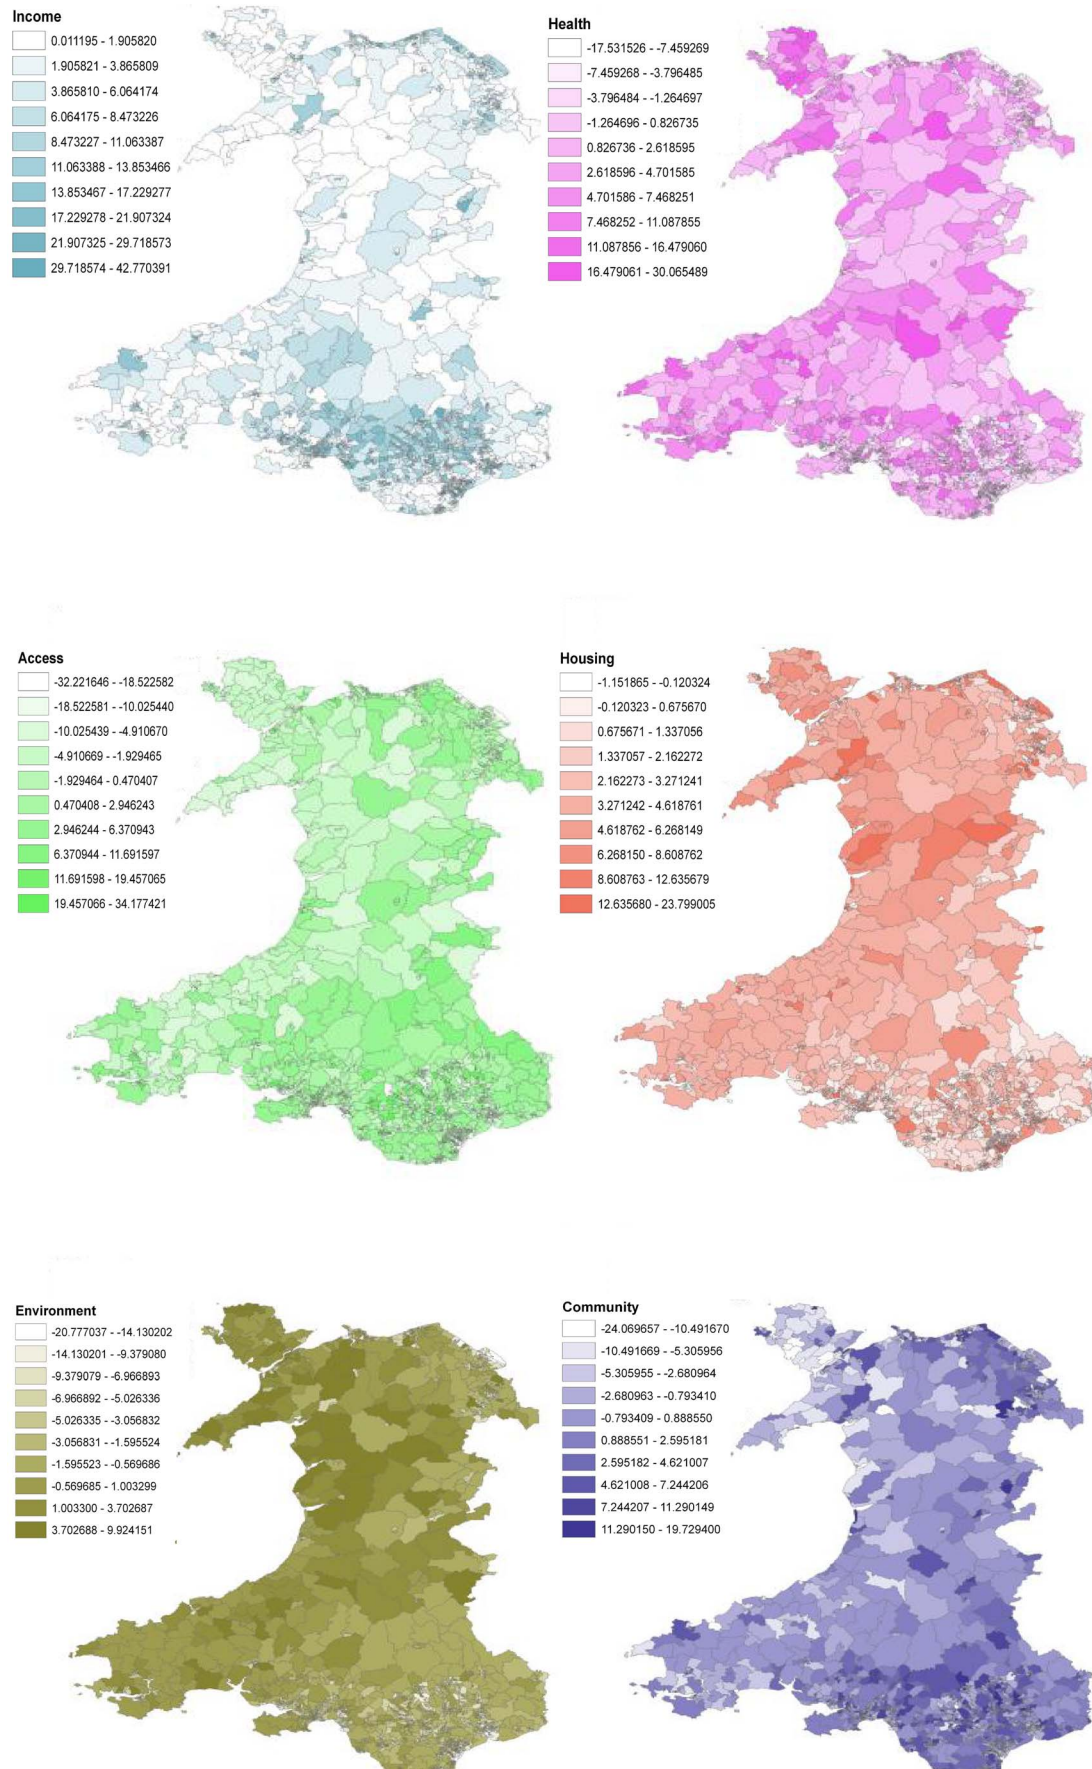 Income
0.011195 - 1.905820
1.905821 - 3.865809
3.865810 - 6.064174
6.064175 - 8.473226
8.473227 - 11.063387
11.063388 - 13.853466
13.853467 - 17.229277
17.229278 - 21.907324
21.907325 - 29.718573
29.718574 - 42.770391
Health
-17.531526 - -7.459269
-7.459268 - -3.796485
-3.796484 - -1.264697
-1.264696 - 0.826735
0.826736 - 2.618595
2.618596 - 4.701585
4.701586 - 7.468251
7.468252 - 11.087855
11.087856 - 16.479060
16.479061 - 30.065489
Access
-32.221646 - -18.522582
-18.522581 - -10.025440
-10.025439 - -4.910670
-4.910669 - -1.929465
-1.929464 - 0.470407
0.470408 - 2.946243
2.946244 - 6.370943
6.370944 - 11.691597
11.691598 - 19.457065
19.457066 - 34.177421
Housing
-1.151865 - -0.120324
-0.120323 - 0.675670
0.675671 - 1.337056
1.337057 - 2.162272
2.162273 - 3.271241
3.271242 - 4.618761
4.618762 - 6.268149
6.268150 - 8.608762
8.608763 - 12.635679
12.635680 - 23.799005
Environment
-20.777037 - -14.130202
-14.130201 - -9.379080
-9.379079 - -6.966893
-6.966892 - -5.026336
-5.026335 - -3.056832
-3.056831 - -1.595524
-1.595523 - -0.569686
-0.569685 - 1.003299
1.003300 - 3.702687
3.702688 - 9.924151
Community
-24.069657 - -10.491670
-10.491669 - -5.305956
-5.305955 - -2.680964
-2.680963 - -0.793410
-0.793409 - 0.888550
0.888551 - 2.595181
2.595182 - 4.621007
4.621008 - 7.244206
7.244207 - 11.290149
11.290150 - 19.729400